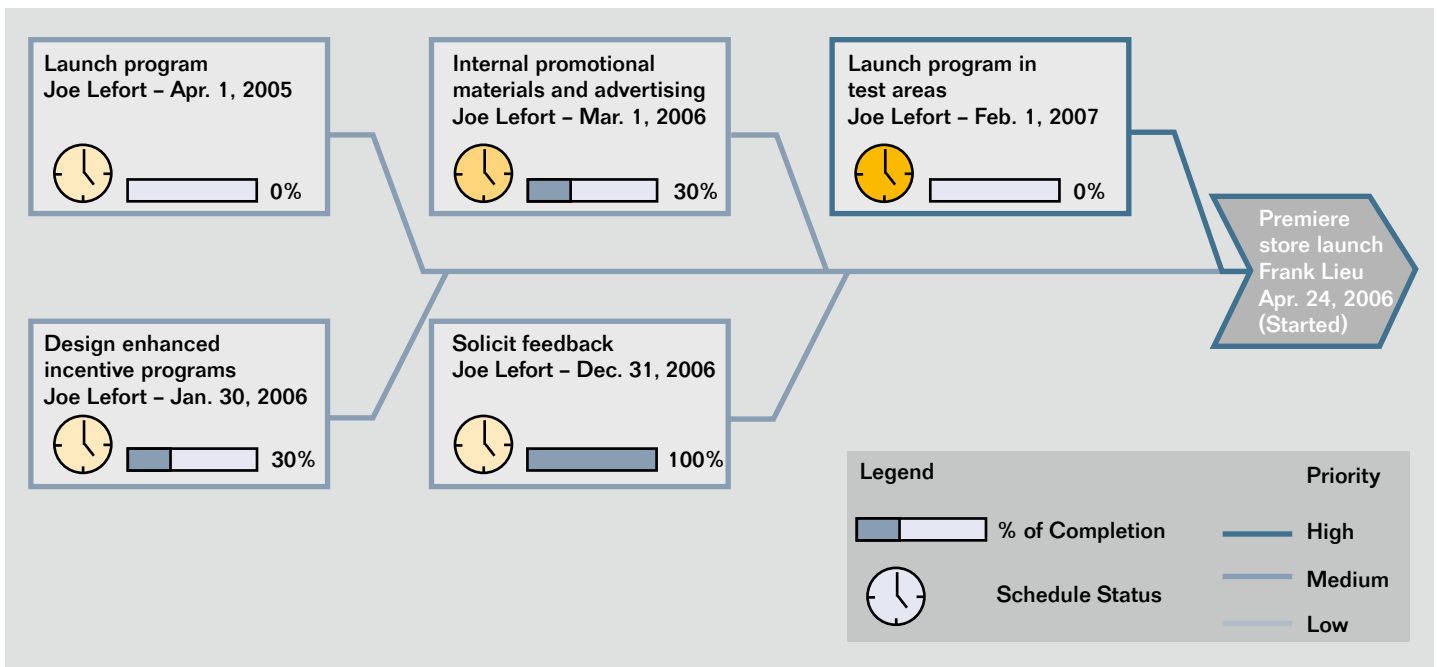 Launch program
Joe Lefort – Apr. 1, 2005
0%
Internal promotional
materials and advertising
Joe Lefort – Mar. 1, 2006
30%
Launch program in
test areas
Joe Lefort – Feb. 1, 2007
0%
Premiere
store launch
Frank Lieu
Apr. 24, 2006
(Started)
Design enhanced
incentive programs
Joe Lefort – Jan. 30, 2006
30%
Solicit feedback
Joe Lefort – Dec. 31, 2006
100%
Legend
% of Completion
Schedule Status
Priority
High
Medium
Low